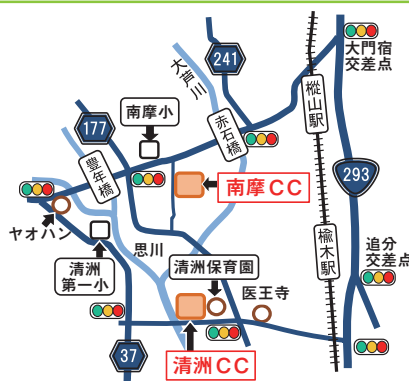 241
大芦川
大門宿
交差点
樅山駅
南摩小
177
赤石橋
豊年橋
293
南摩CC
ヤオハン
思川
清洲保育園
楡木駅
追分
交差点
清洲
第一小
医王寺
37
清洲CC